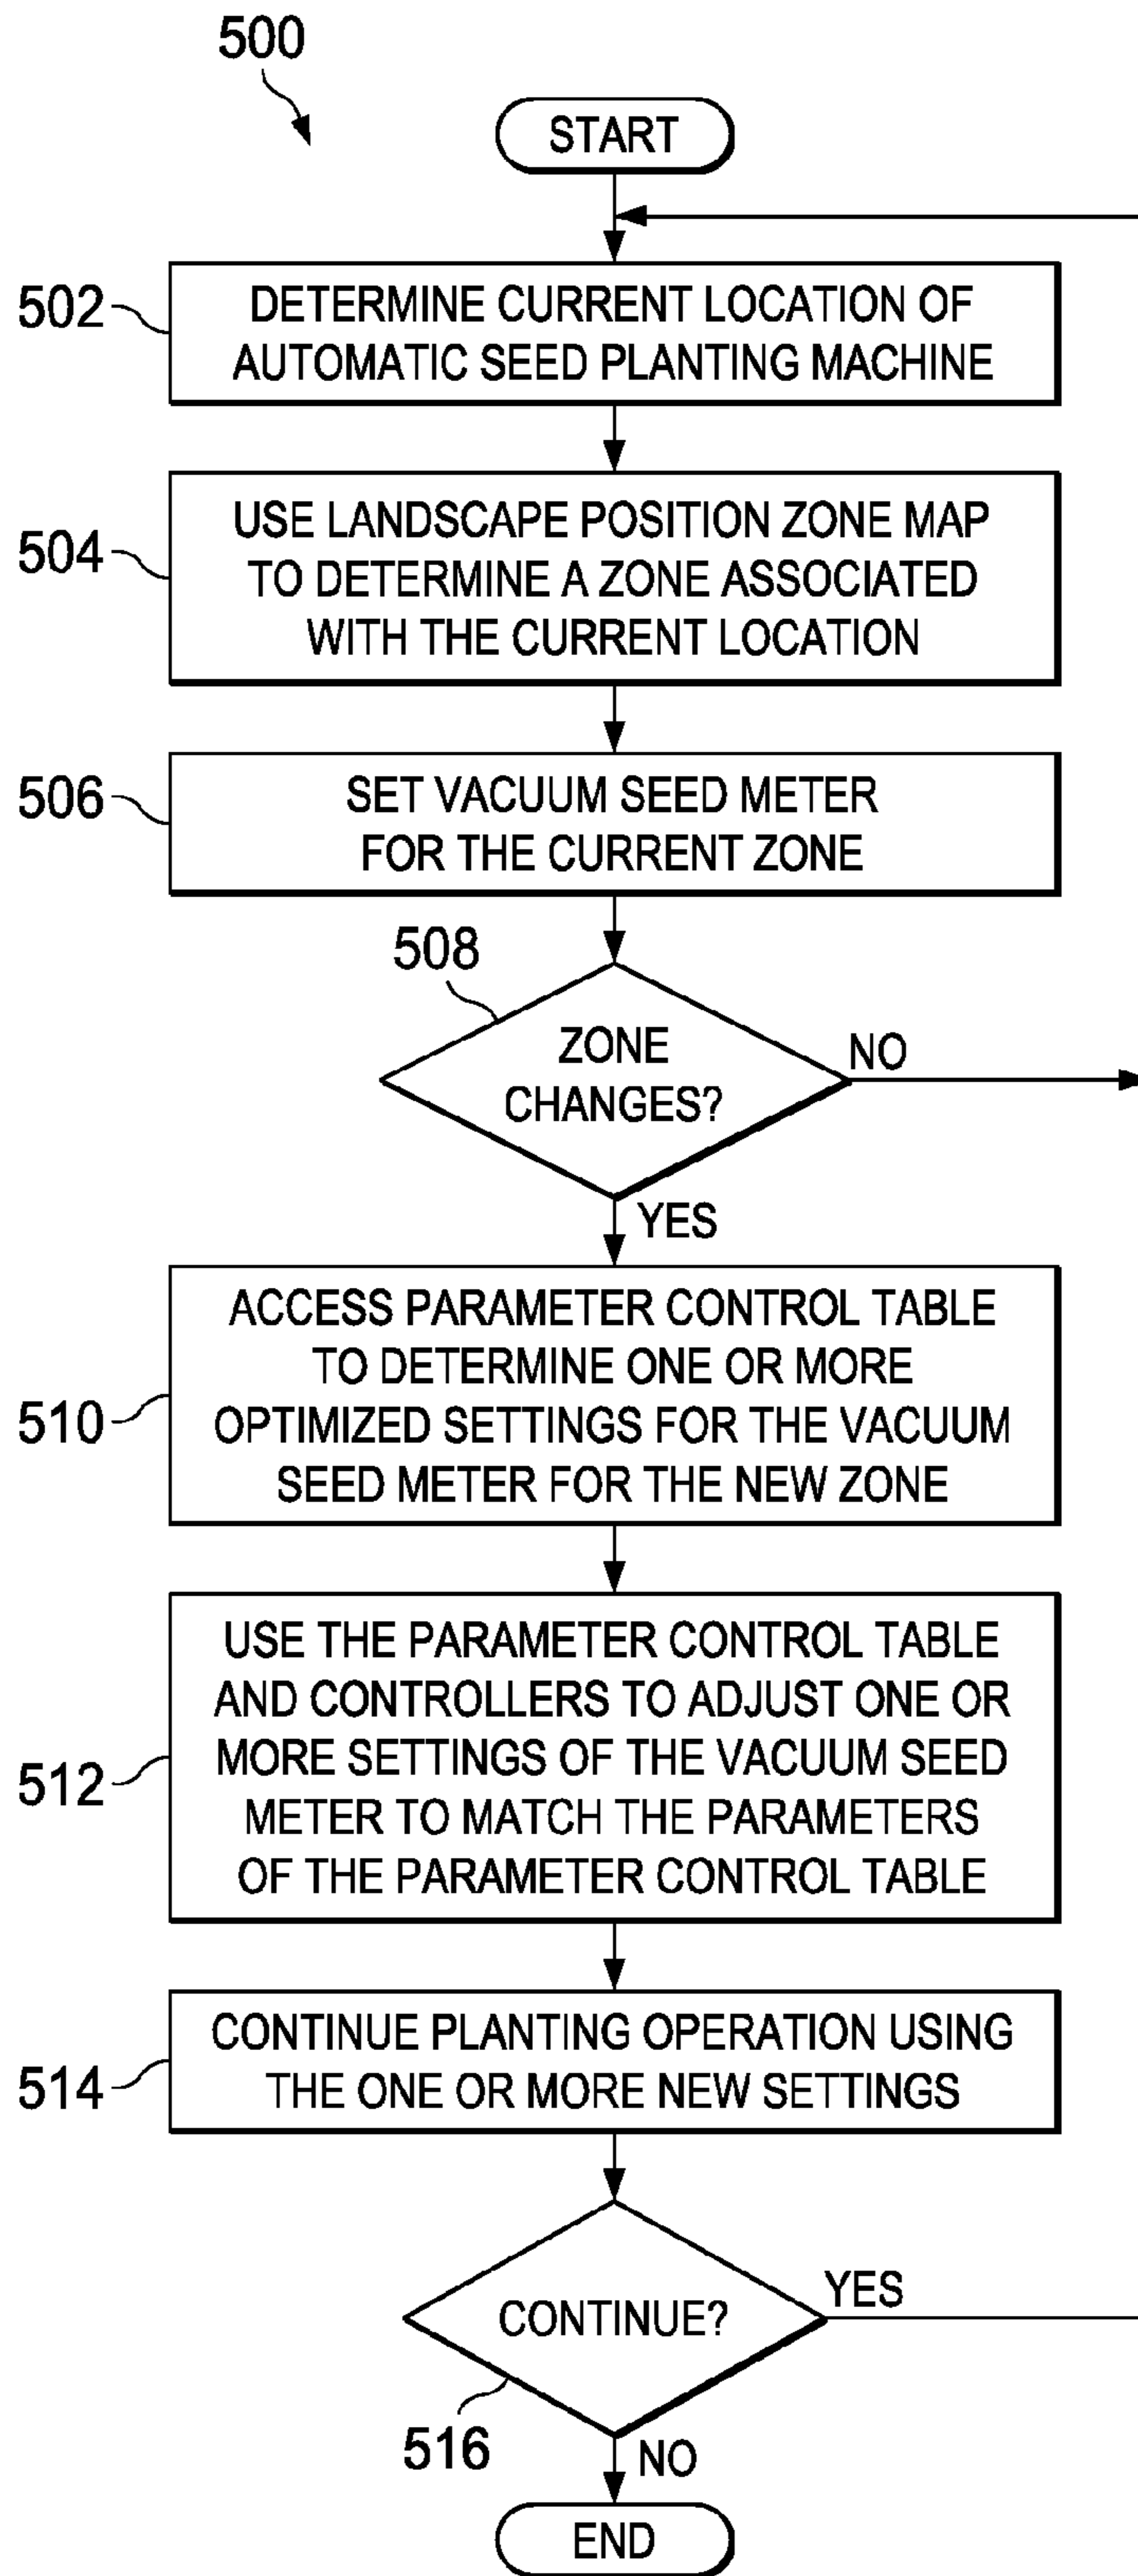 500
START
502
DETERMINE CURRENT LOCATION OF
AUTOMATIC SEED PLANTING MACHINE
504
USE LANDSCAPE POSITION ZONE MAP
TO DETERMINE A ZONE ASSOCIATED
WITH THE CURRENT LOCATION
506
SET VACUUM SEED METER
FOR THE CURRENT ZONE
508
ZONE
CHANGES?
NO
YES
510
ACCESS PARAMETER CONTROL TABLE
TO DETERMINE ONE OR MORE
OPTIMIZED SETTINGS FOR THE VACUUM
SEED METER FOR THE NEW ZONE
512
USE THE PARAMETER CONTROL TABLE
AND CONTROLLERS TO ADJUST ONE OR
MORE SETTINGS OF THE VACUUM SEED
METER TO MATCH THE PARAMETERS
OF THE PARAMETER CONTROL TABLE
514
CONTINUE PLANTING OPERATION USING
THE ONE OR MORE NEW SETTINGS
CONTINUE?
YES
516
NO
END